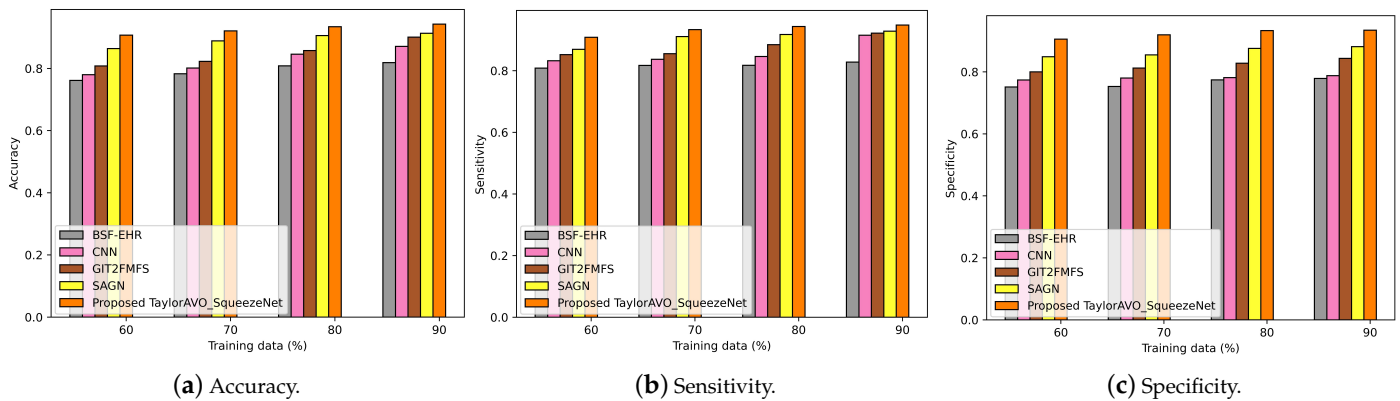 Accuracy
0.8
0.6
0.4
0.2
0.0
BSF-EHR
CNN
GIT2FMFS
SAGN
Proposed TaylorAVO_SqueezeNet
60 70 80 90
Training data (%)
(a) Accuracy.
Sensitivity
0.8
0.6
0.4
0.2
0.0
BSF-EHR
CNN
GIT2FMFS
SAGN
Proposed TaylorAVO_SqueezeNet
60 70 80 90
Training data (%)
(b) Sensitivity.
Specificity
0.8
0.6
0.4
0.2
0.0
BSF-EHR
CNN
GIT2FMFS
SAGN
Proposed TaylorAVO_SqueezeNet
60 70 80 90
Training data (%)
(c) Specificity.